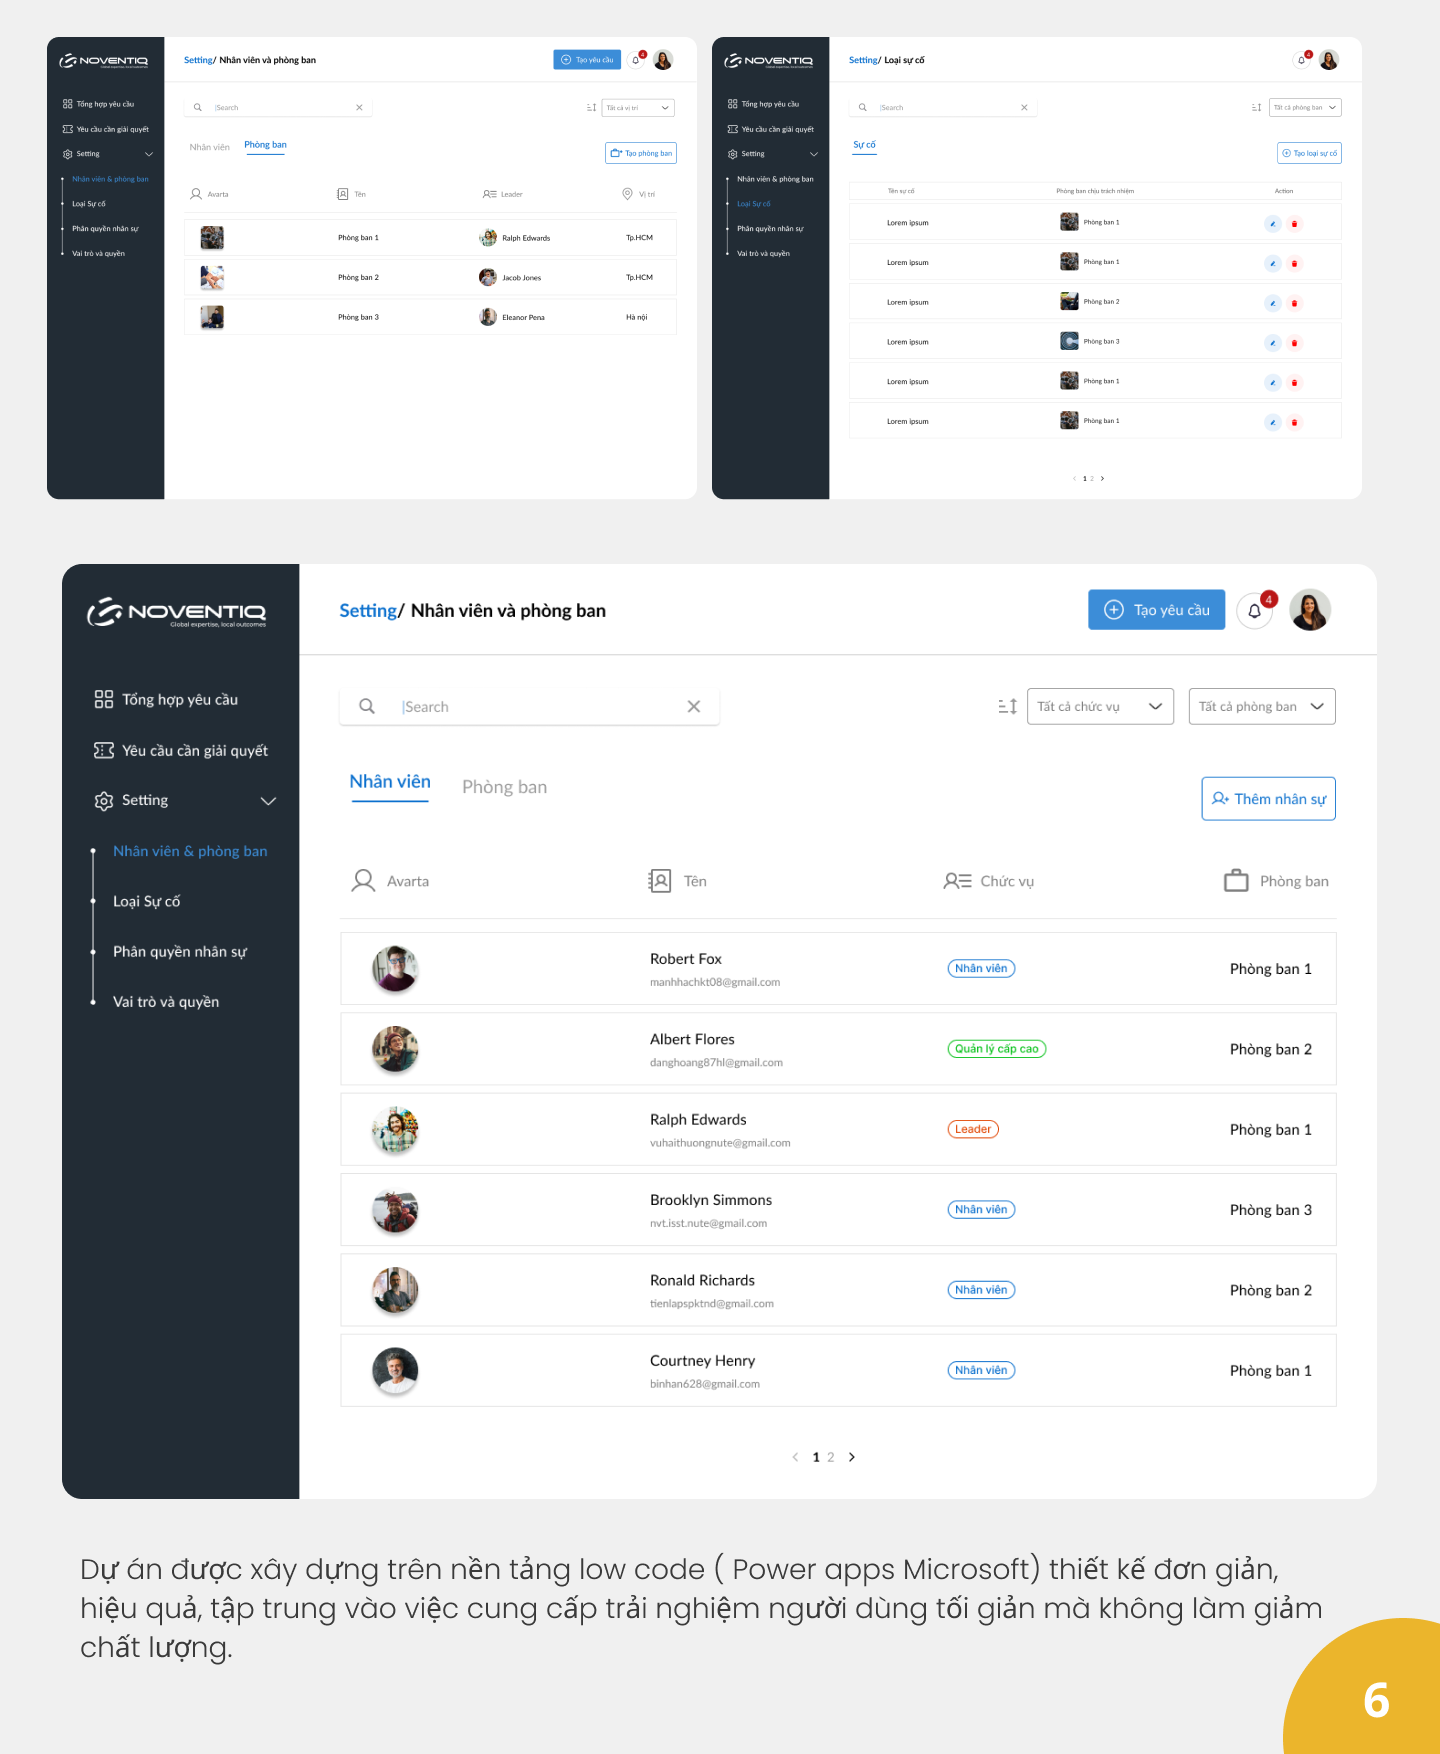 NOVENTIQ
Global expertise, local outcomes
Setting/ Nhân viên và phòng ban
Tạo yêu cầu
4
Tổng hợp yêu cầu
Yêu cầu cần giải quyết
Setting
Nhân viên & phòng ban
Loại Sự cố
Phân quyền nhân sự
Vai trò và quyền
Search
Tất cả vị trí
Nhân viên Phòng ban
Tạo phòng ban
Avarta Tên Leader Vị trí
Phòng ban 1 Ralph Edwards Tp.HCM
Phòng ban 2 Jacob Jones Tp.HCM
Phòng ban 3 Eleanor Pena Hà nội
NOVENTIQ
Global expertise, local outcomes
Setting/ Loại sự cố
4
Tổng hợp yêu cầu
Yêu cầu cần giải quyết
Setting
Nhân viên & phòng ban
Loại Sự cố
Phân quyền nhân sự
Vai trò và quyền
Search
Tất cả phòng ban
Sự cố
Tạo loại sự cố
Tên sự cố Phòng ban chịu trách nhiệm Action
Lorem ipsum Phòng ban 1
Lorem ipsum Phòng ban 1
Lorem ipsum Phòng ban 2
Lorem ipsum Phòng ban 3
Lorem ipsum Phòng ban 1
Lorem ipsum Phòng ban 1
1 2
NOVENTIQ
Global expertise, local outcomes
Setting/ Nhân viên và phòng ban
Tạo yêu cầu
4
Tổng hợp yêu cầu
Yêu cầu cần giải quyết
Setting
Nhân viên & phòng ban
Loại Sự cố
Phân quyền nhân sự
Vai trò và quyền
Search
Tất cả chức vụ
Tất cả phòng ban
Nhân viên Phòng ban
Thêm nhân sự
Avarta Tên Chức vụ Phòng ban
Robert Fox
manhhachkt08@gmail.com
Nhân viên
Phòng ban 1
Albert Flores
danghoang87hl@gmail.com
Quản lý cấp cao
Phòng ban 2
Ralph Edwards
vuhaithuongnute@gmail.com
Leader
Phòng ban 1
Brooklyn Simmons
nvt.isst.nute@gmail.com
Nhân viên
Phòng ban 3
Ronald Richards
tienlapspktnd@gmail.com
Nhân viên
Phòng ban 2
Courtney Henry
binhan628@gmail.com
Nhân viên
Phòng ban 1
1 2
Dự án được xây dựng trên nền tảng low code ( Power apps Microsoft) thiết kế đơn giản,
hiệu quả, tập trung vào việc cung cấp trải nghiệm người dùng tối giản mà không làm giảm
chất lượng.
6